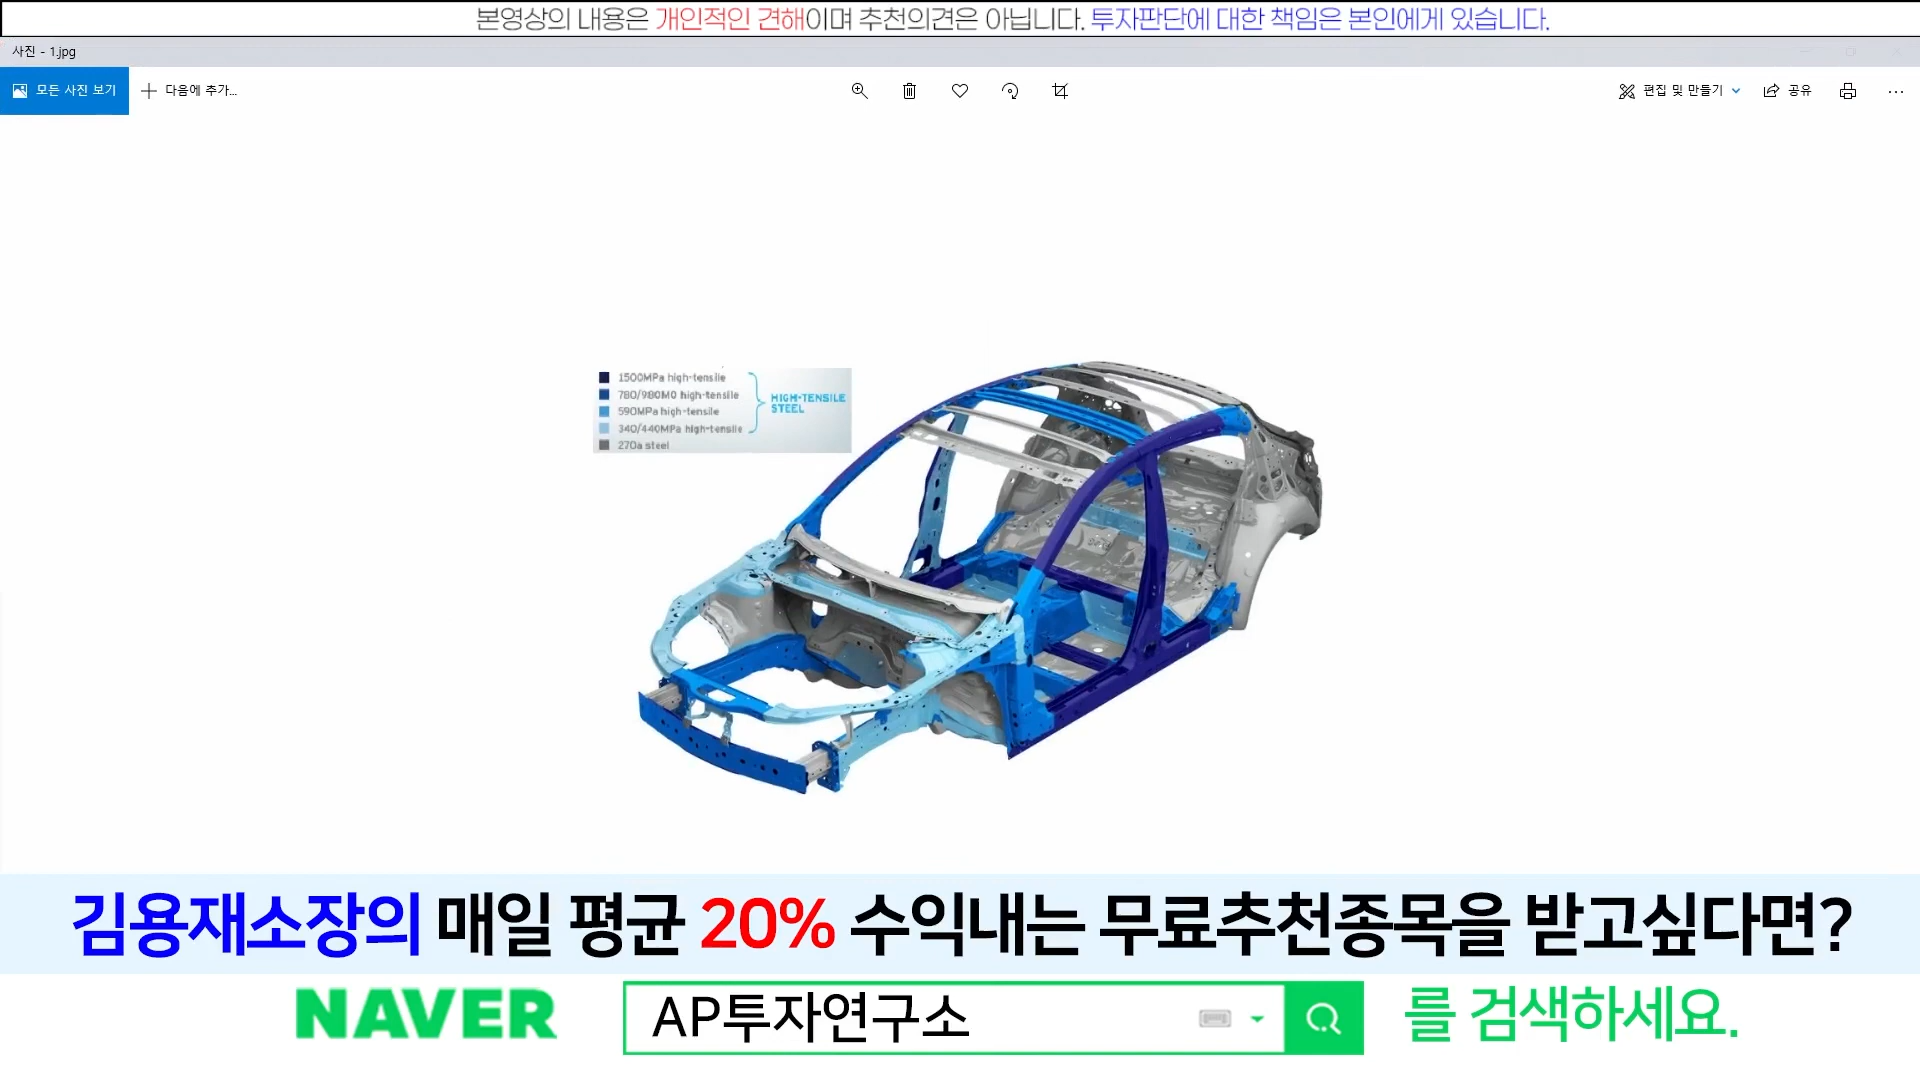 본영상의 내용은 개인적인 견해이며 추천의견은 아닙니다. 투자판단에 대한 책임은 본인에게 있습니다.
사진 - 1.jpg
모든 사진 보기
다음에 추가...
편집 및 만들기
공유
1500MPa high-tensile
780/980M0 high-tensile
590MPa high-tensile
340/440MPa high-tensile
270a steel
HIGH-TENSILE
STEEL
김용재소장의 매일 평균 20% 수익내는 무료추천종목을 받고싶다면?
NAVER AP투자연구소 를 검색하세요.